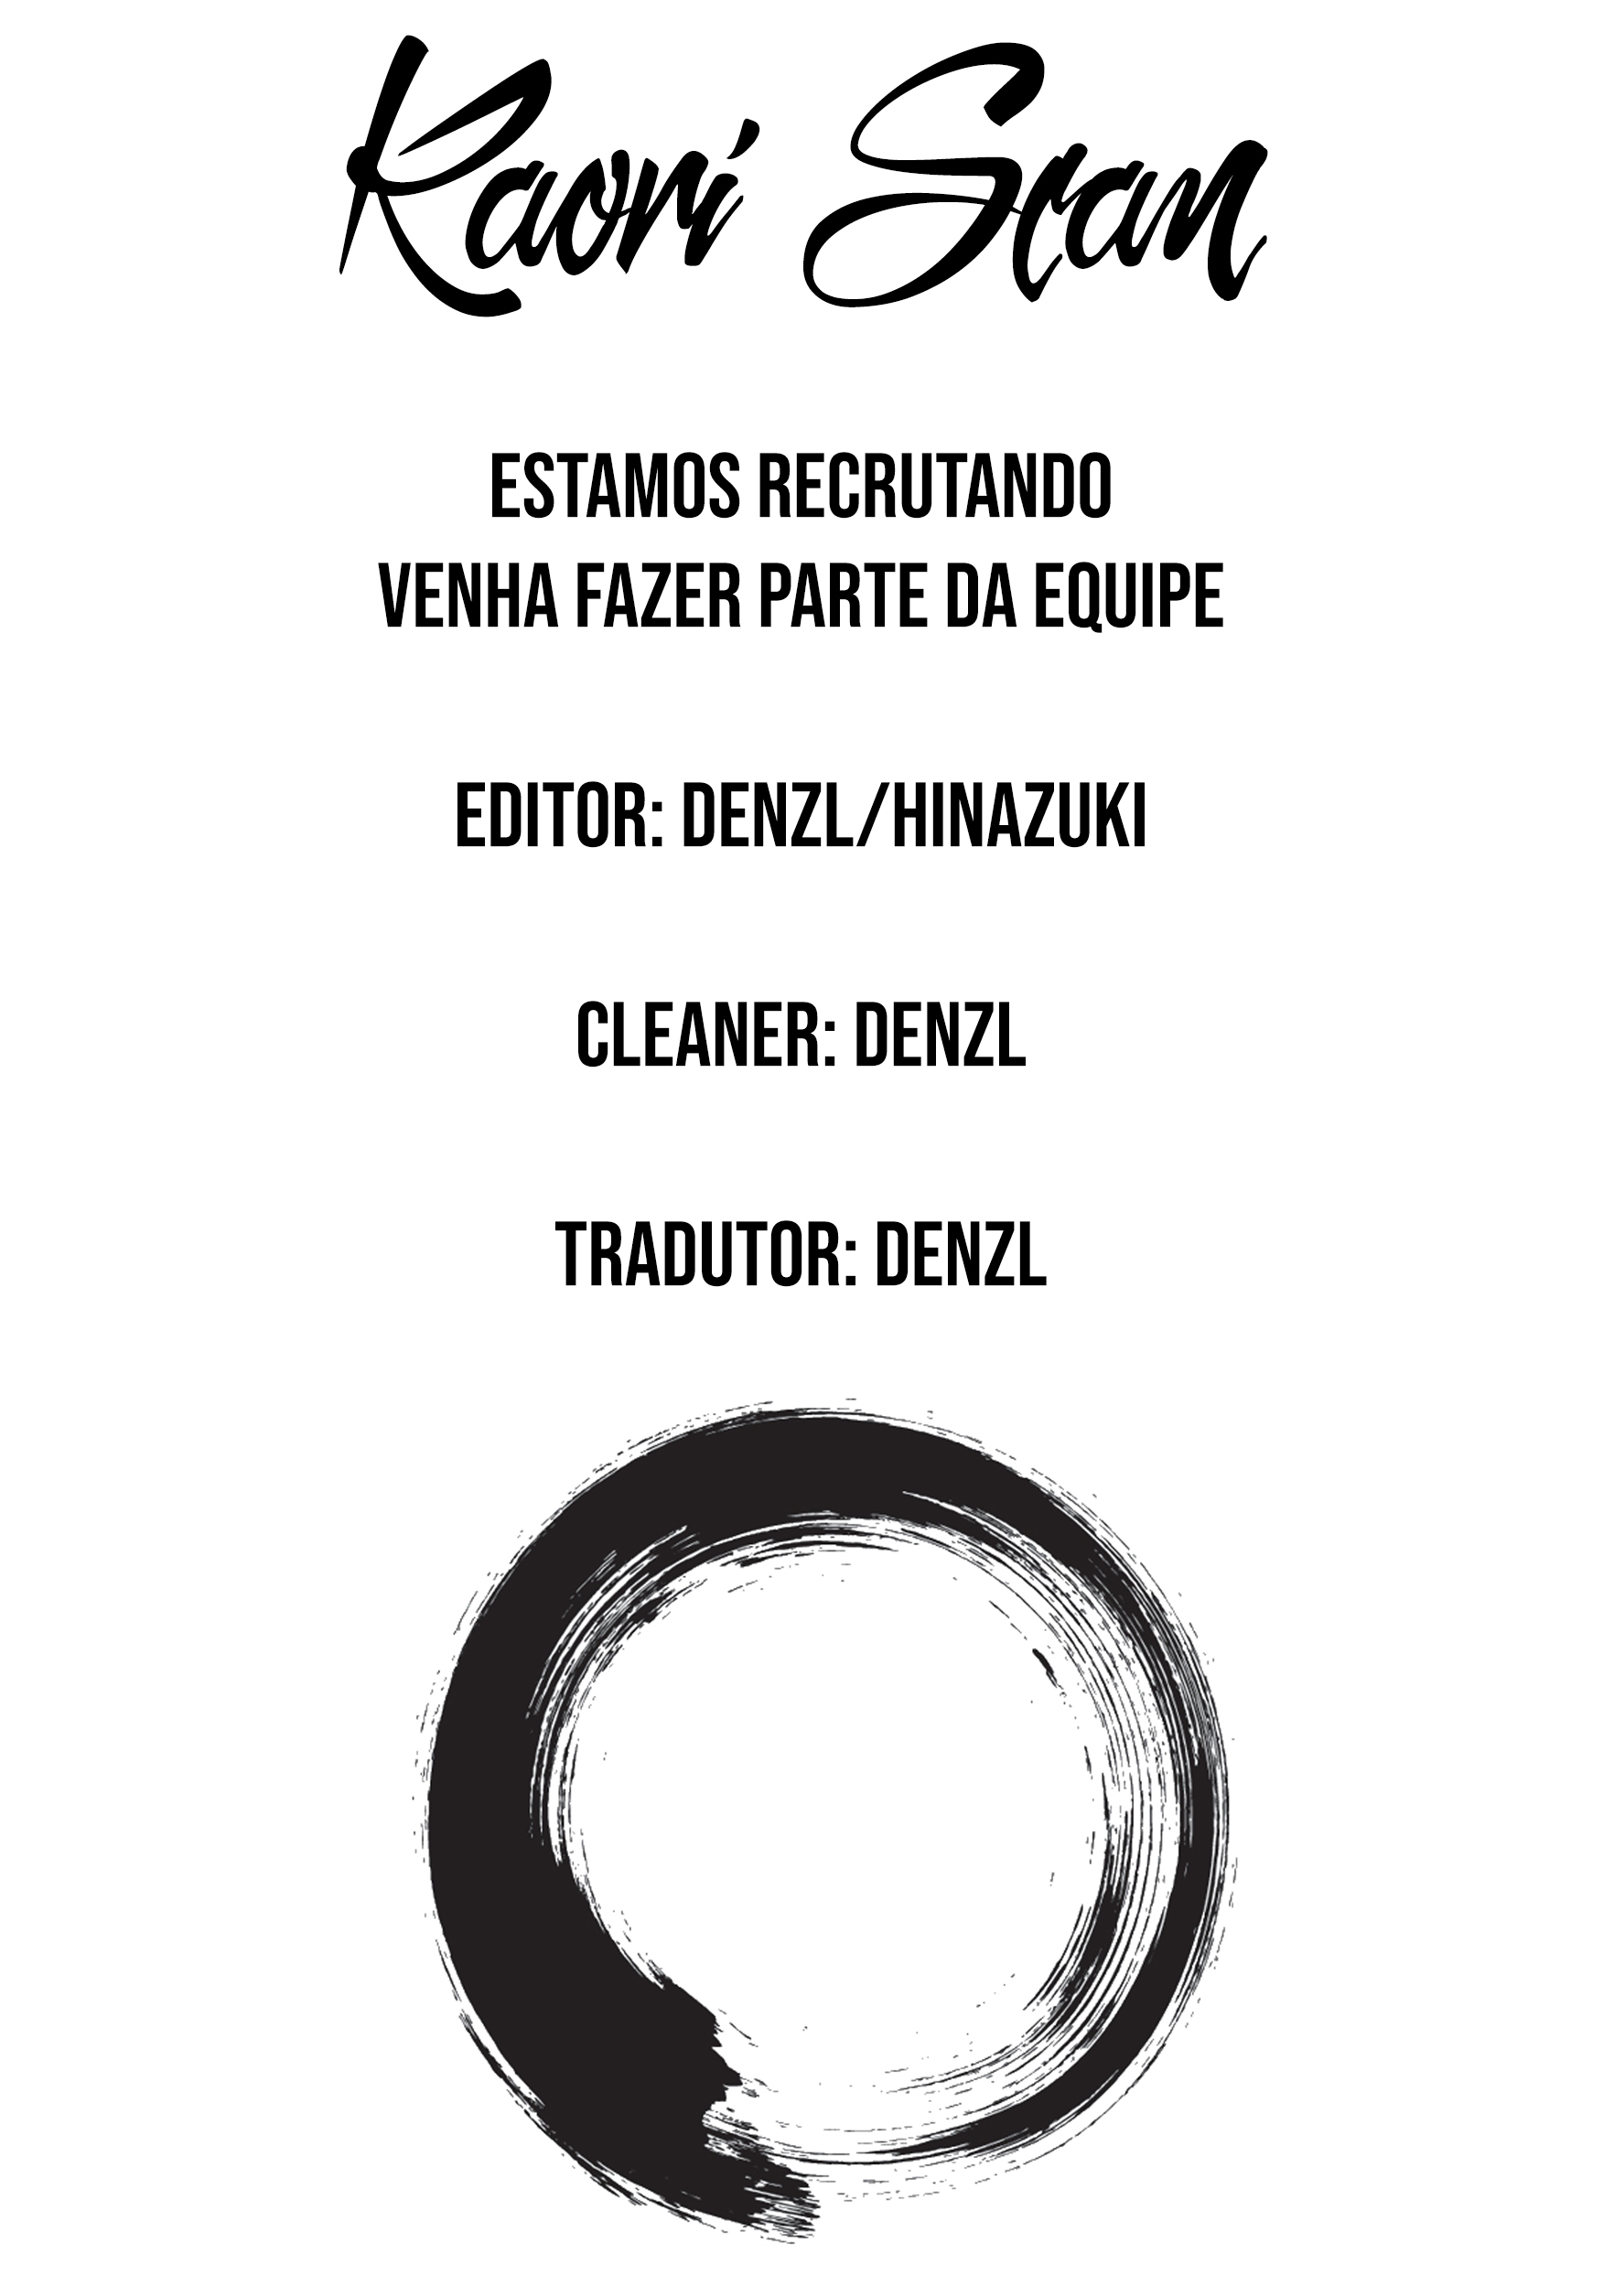 Kaori Scan
ESTAMOS RECRUTANDO
VENHA FAZER PARTE DA EQUIPE
EDITOR: DENZL/HINAZUKI
CLEANER: DENZL
TRADUTOR: DENZL